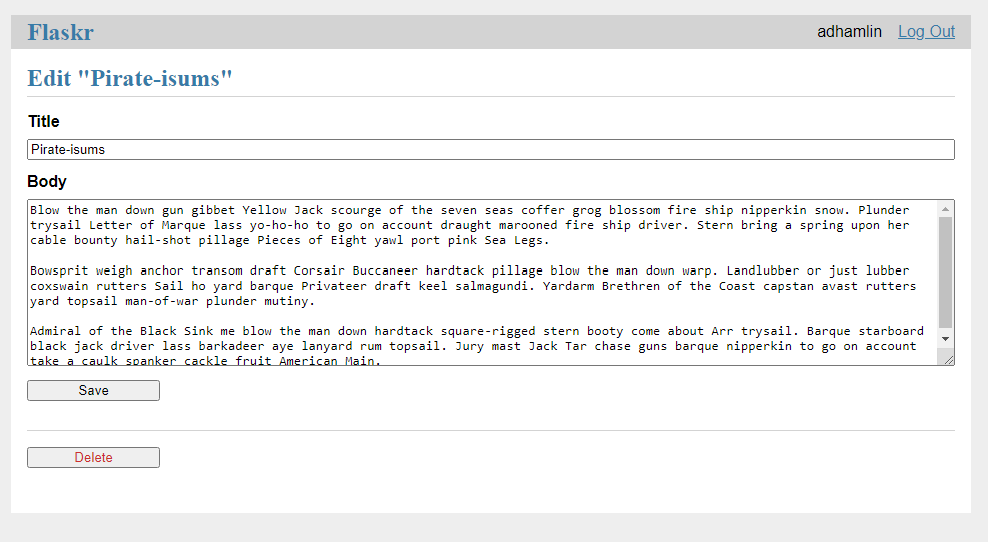 Flaskr
adhamlin Log Out
Edit "Pirate-isums"
Title
Pirate-isums
Body
Blow the man down gun gibbet Yellow Jack scourge of the seven seas coffer grog blossom fire ship nipperkin snow. Plunder
trysail Letter of Marque lass yo-ho-ho to go on account draught marooned fire ship driver. Stern bring a spring upon her
cable bounty hail-shot pillage Pieces of Eight yawl port pink Sea Legs.
Bowsprit weigh anchor transom draft Corsair Buccaneer hardtack pillage blow the man down warp. Landlubber or just lubber
coxswain rutters Sail ho yard barque Privateer draft keel salmagundi. Yardarm Brethren of the Coast capstan avast rutters
yard topsail man-of-war plunder mutiny.
Admiral of the Black Sink me blow the man down hardtack square-rigged stern booty come about Arr trysail. Barque starboard
black jack driver lass barkadeer aye lanyard rum topsail. Jury mast Jack Tar chase guns barque nipperkin to go on account
take a caulk spanker cackle fruit American Main.
Save
Delete